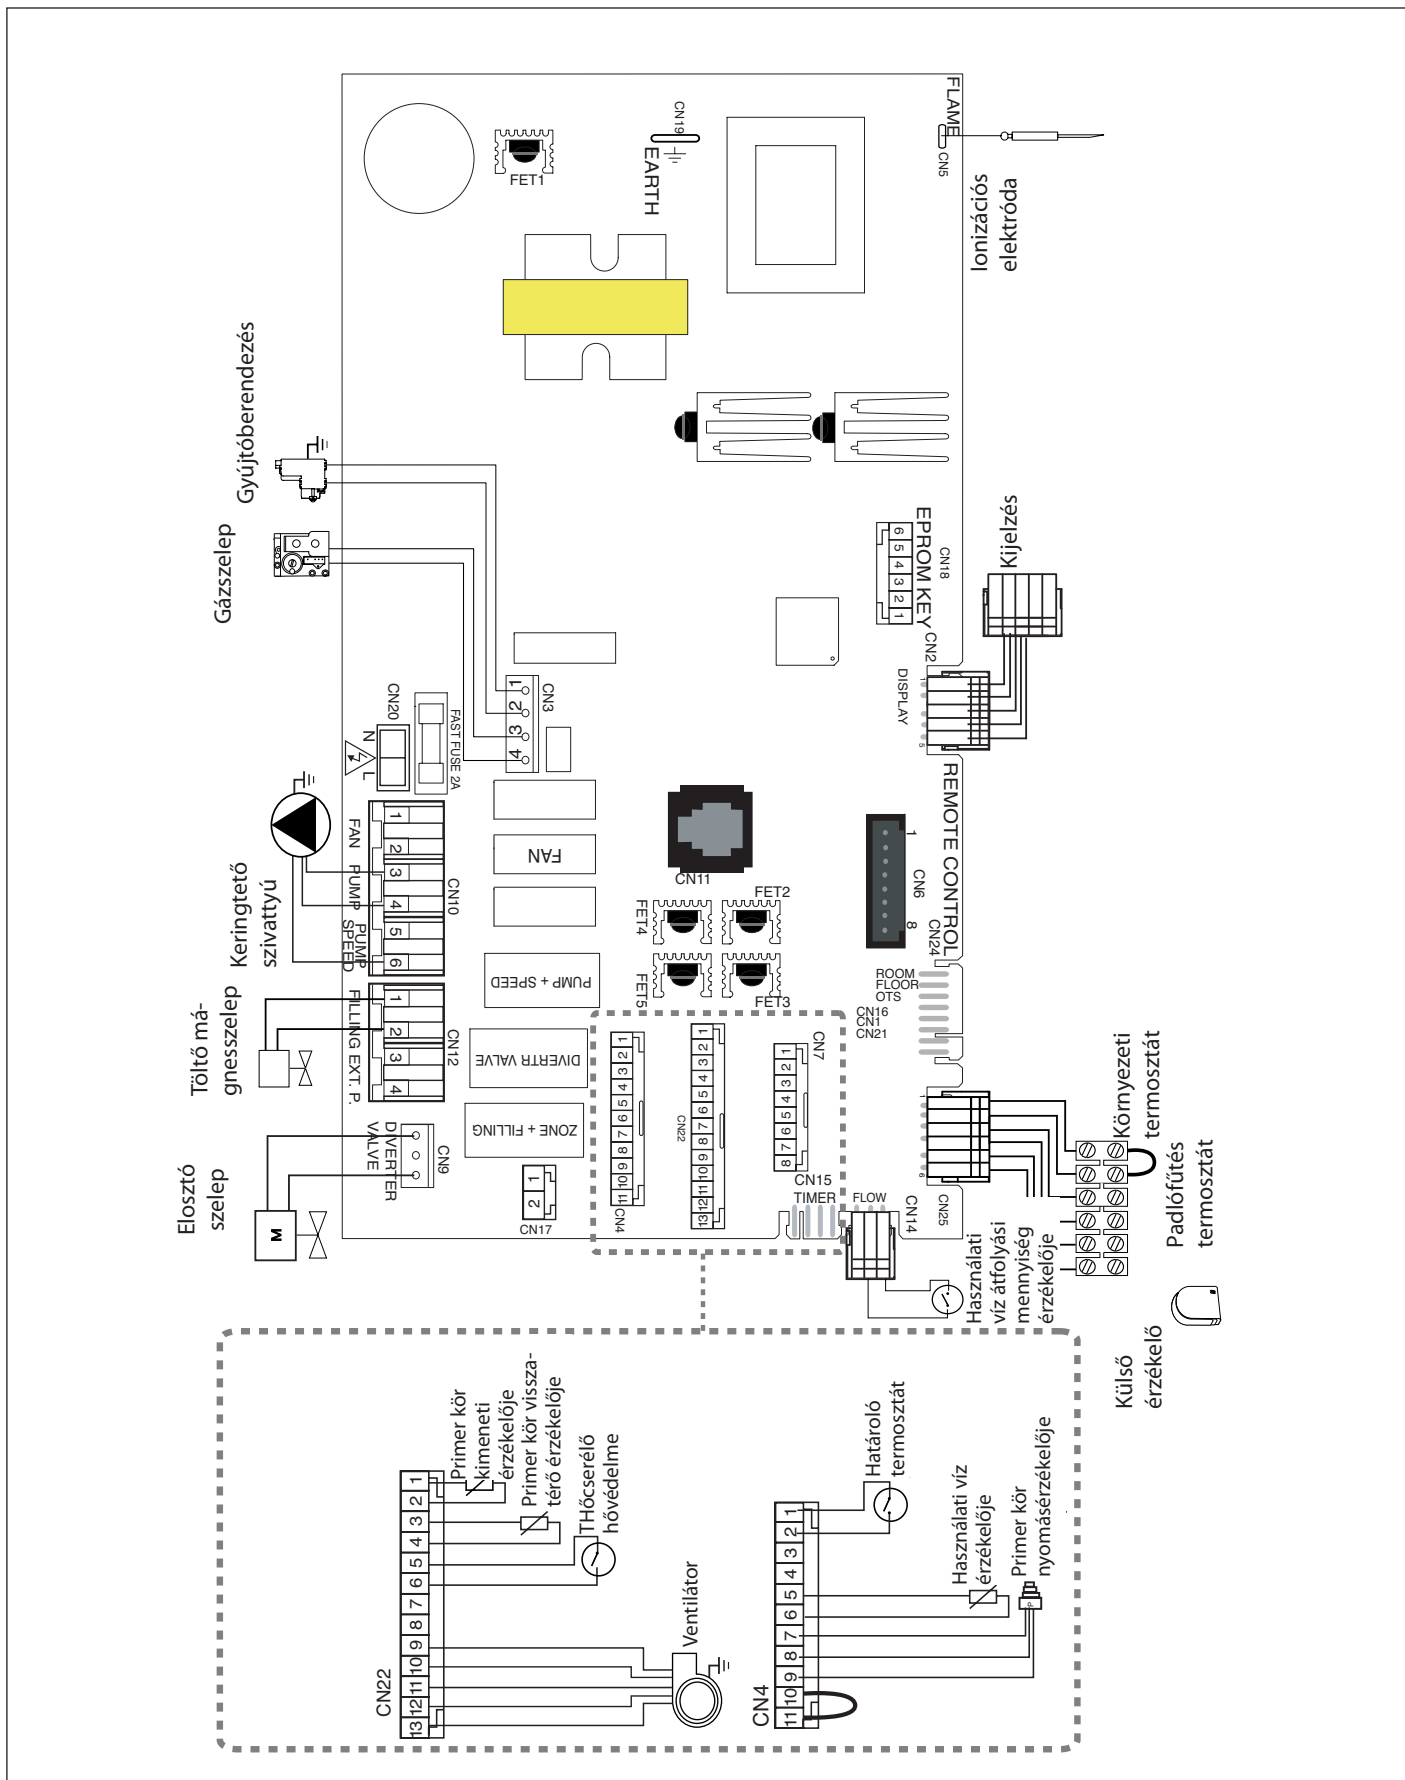 FLAME
CN5
Ionizációs
elektróda
CN19
EARTH
FET1
Gyújtóberendezés
Gázszelep
Keringtető
szivattyú
Töltő má-
gnesszelep
Elosztó
szelep
M
CN20
N
L
FAST FUSE 2A
CN3
1
2
3
4
FAN
PUMP
PUMP
SPEED
1
2
3
4
5
6
CN10
FILLING EXT. P.
1
2
3
4
CN12
DIVERTER
VALVE
CN9
FAN
PUMP + SPEED
DIVERTR VALVE
ZONE + FILLING
1
2
CN17
CN11
FET4
FET2
FET5
FET3
EPROM KEY
CN18
6
5
4
3
2
1
Kijelzés
CN2
DISPLAY
1
5
REMOTE CONTROL
CN6
1
8
CN24
ROOM
FLOOR
OTS
CN16
CN1
CN21
1
2
3
4
5
6
7
8
9
10
11
CN4
1
2
3
4
5
6
7
8
9
10
11
12
13
CN22
CN7
1
2
3
4
5
6
7
8
CN15
TIMER
FLOW
CN14
CN25
1
6
Környezeti
termosztát
Padlófűtés
termosztát
Használati
víz átfolyási
mennyiség
érzékelője
Külső
érzékelő
CN22
1
2
3
4
5
6
7
8
9
10
11
12
13
Primer kör
kimeneti
érzékelője
Primer kör vissza-
térő érzékelője
THőcserélő
hővédelme
Ventilátor
CN4
1
2
3
4
5
6
7
8
9
10
11
Határoló
termosztát
Használati víz
érzékelője
Primer kör
nyomásérzékelője
P